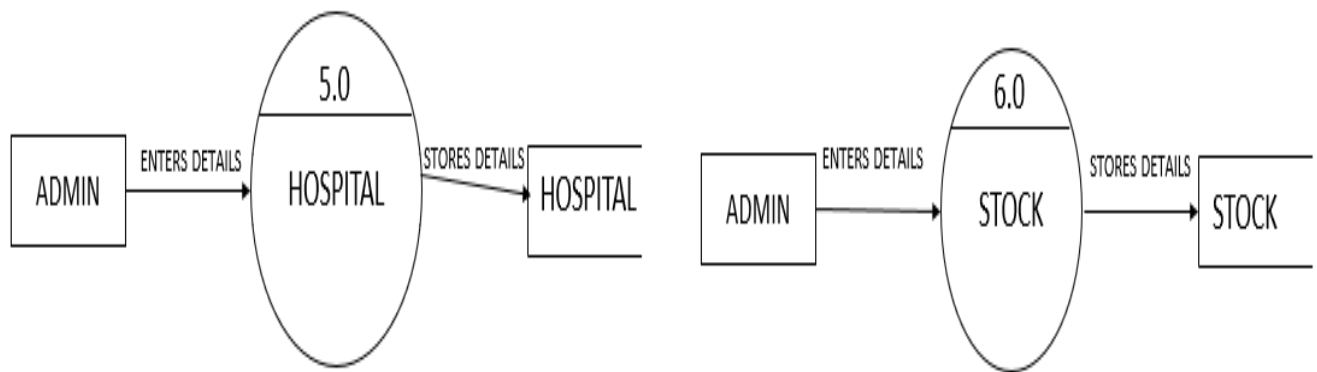 5.0
ADMIN
ENTERS DETAILS
HOSPITAL
STORES DETAILS
HOSPITAL
6.0
ADMIN
ENTERS DETAILS
STOCK
STORES DETAILS
STOCK